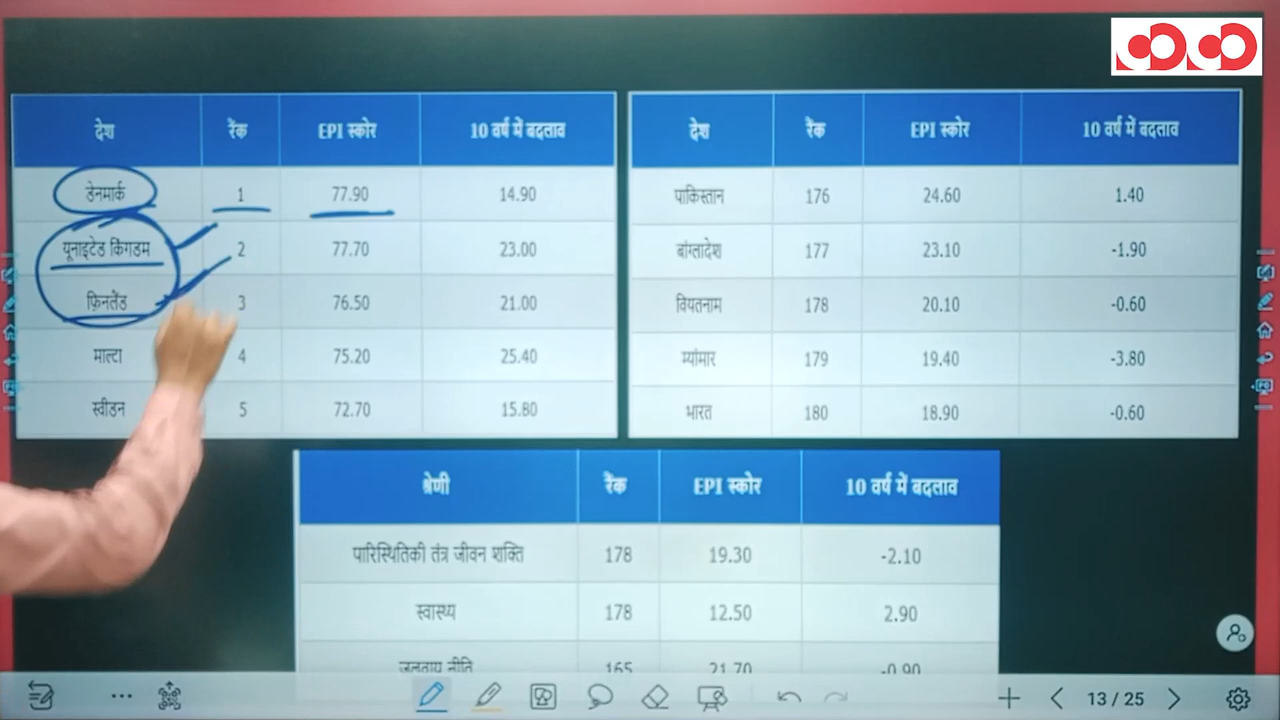 देश रैंक EPI स्कोर 10 वर्ष में बदलाव
डेनमार्क 1 77.90 14.90
यूनाइटेड किंगडम 2 77.70 23.00
फ़िनलैंड 3 76.50 21.00
माल्टा 4 75.20 25.40
स्वीडन 5 72.70 15.80
देश रैंक EPI स्कोर 10 वर्ष में बदलाव
पाकिस्तान 176 24.60 1.40
बांग्लादेश 177 23.10 -1.90
वियतनाम 178 20.10 -0.60
म्यांमार 179 19.40 -3.80
भारत 180 18.90 -0.60
श्रेणी रैंक EPI स्कोर 10 वर्ष में बदलाव
पारिस्थितिकी तंत्र जीवन शक्ति 178 19.30 -2.10
स्वास्थ्य 178 12.50 2.90
जलवायु नीति 165 21.70 -0.90
13 / 25